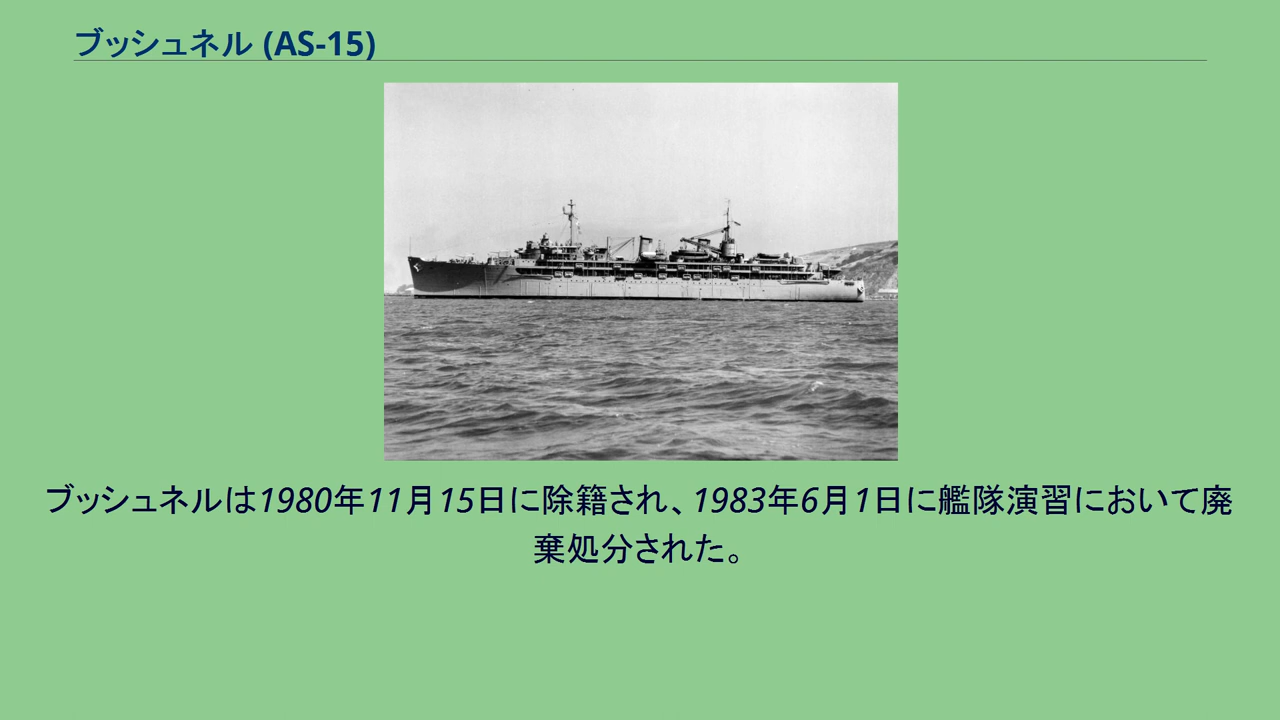 ブッシュネル (AS-15)
ブッシュネルは1980年11月15日に除籍され、1983年6月1日に艦隊演習において廃
棄処分された。